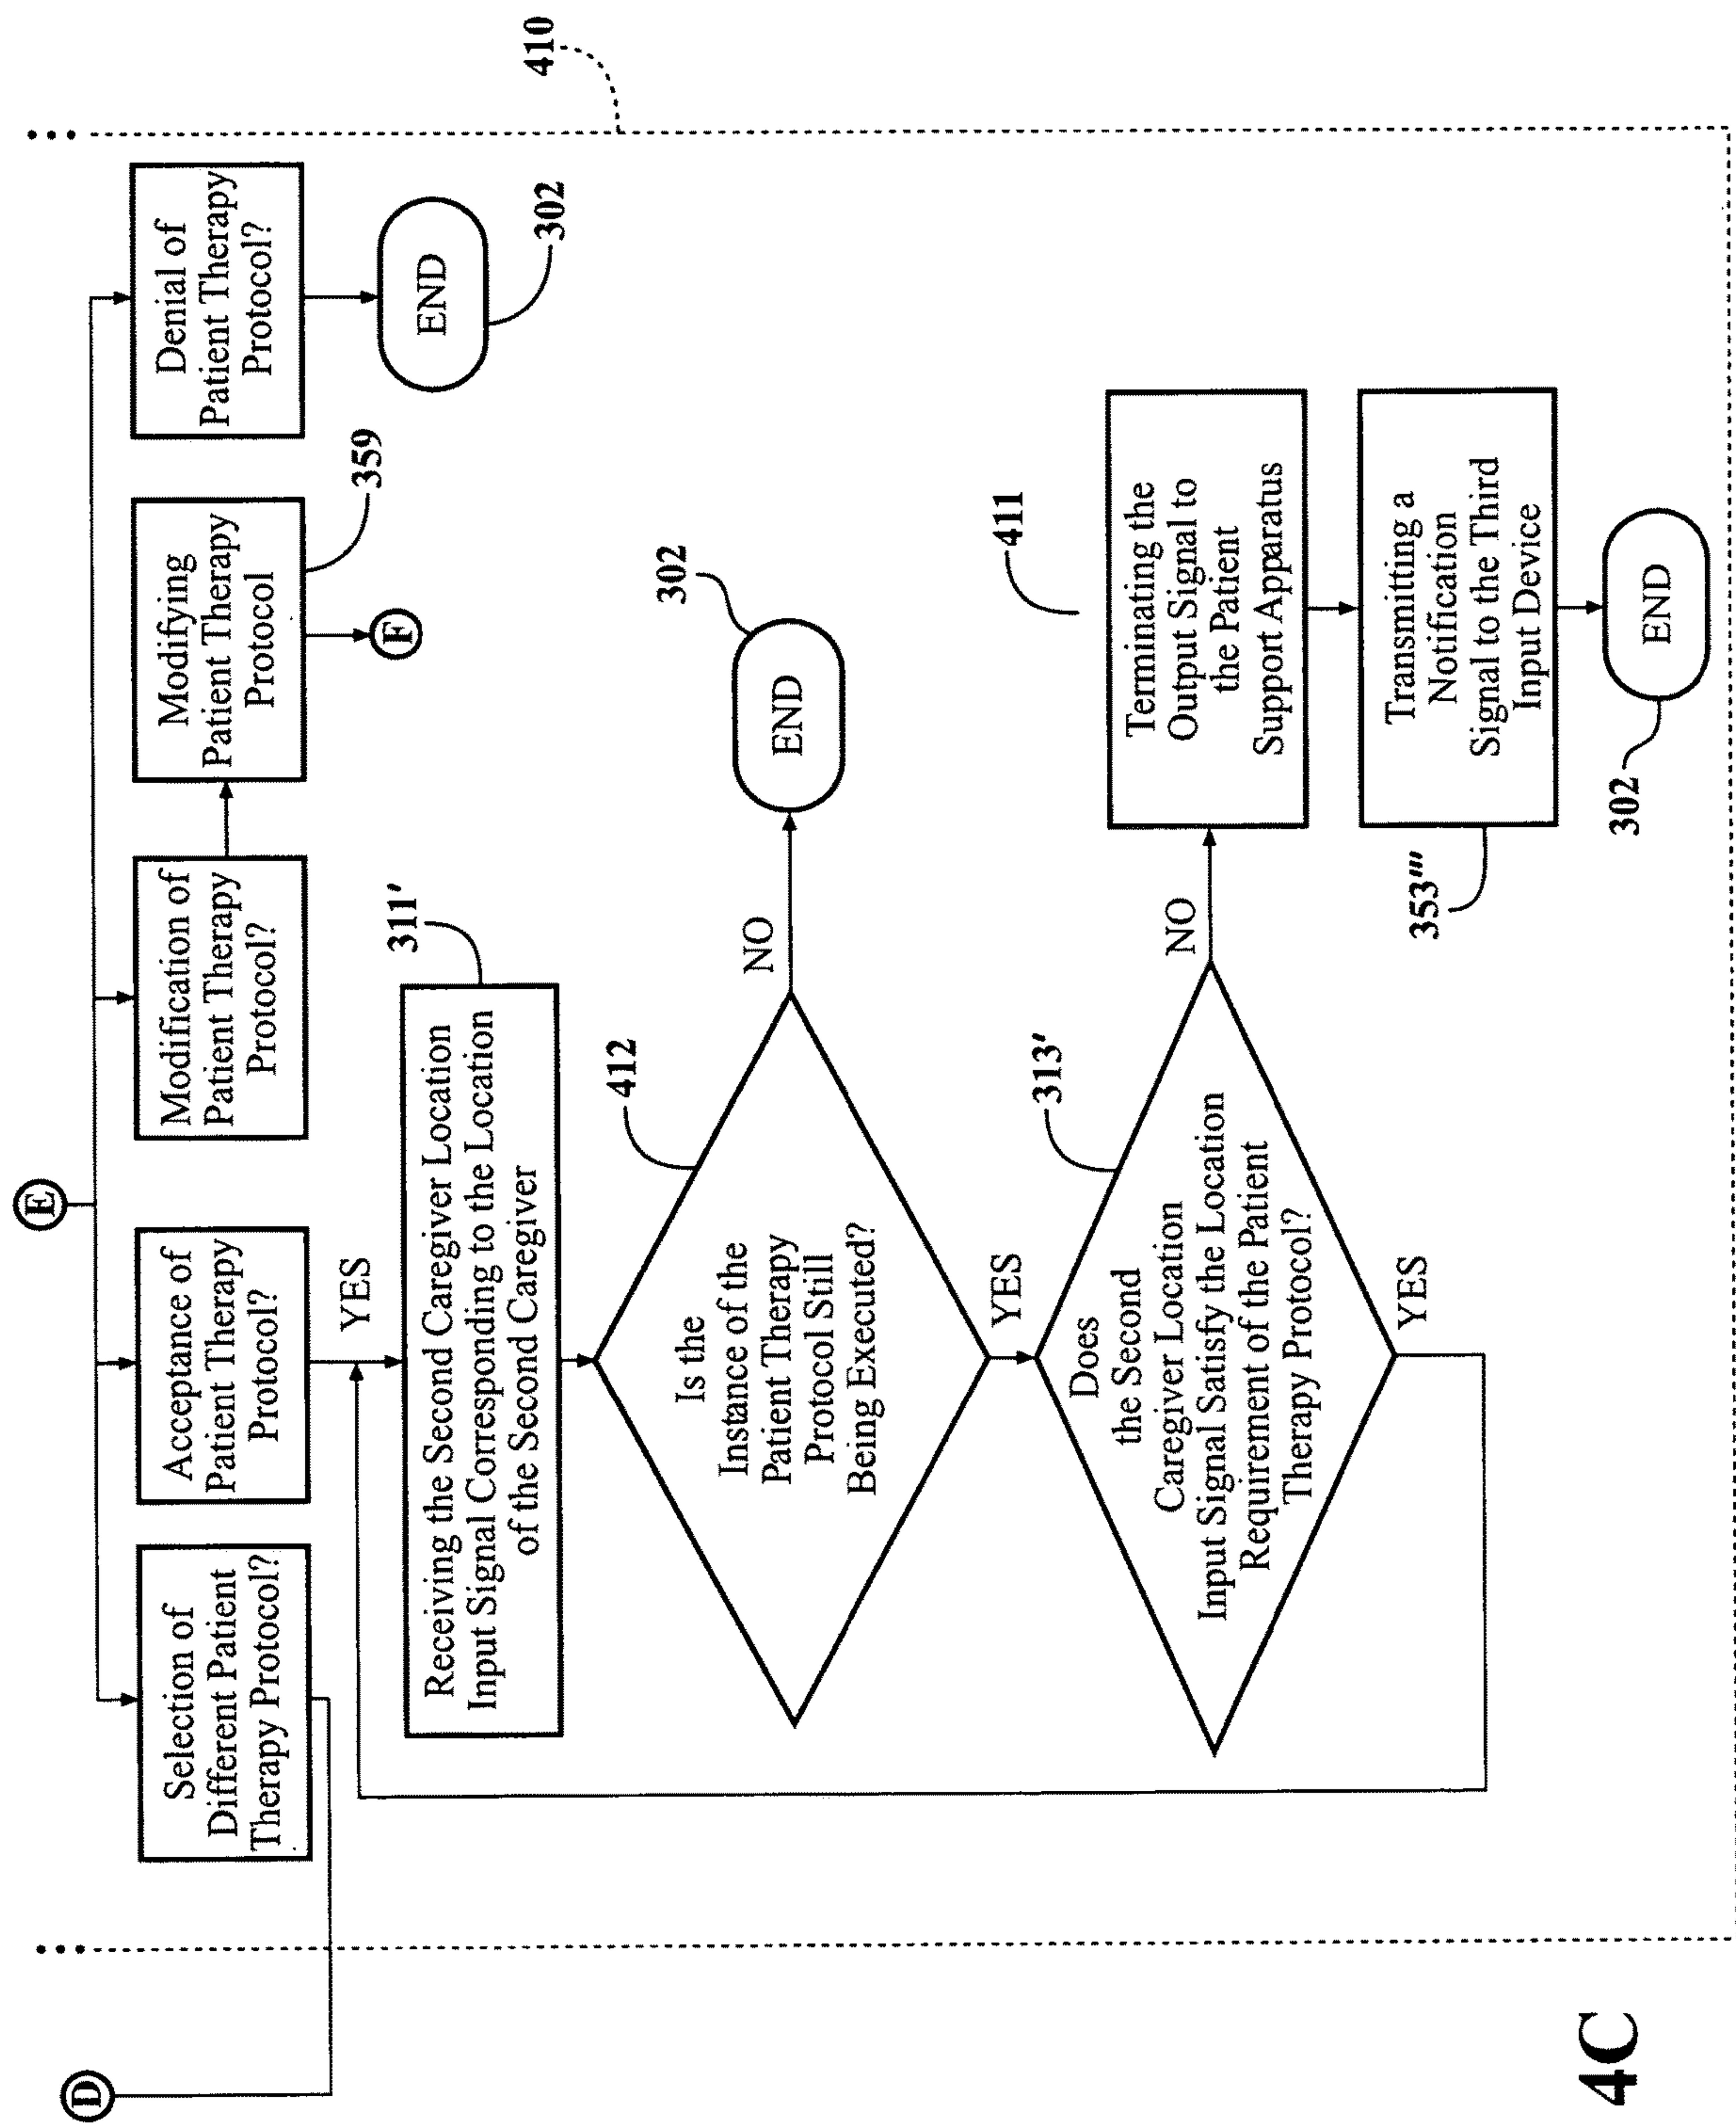 D
E
410
Selection of
Different Patient
Therapy Protocol?
Acceptance of
Patient Therapy
Protocol?
Modification of
Patient Therapy
Protocol?
Modifying
Patient Therapy
Protocol
359
Denial of
Patient Therapy
Protocol?
F
END
302
YES
311'
Receiving the Second Caregiver Location
Input Signal Corresponding to the Location
of the Second Caregiver
412
Is the
Instance of the
Patient Therapy
Protocol Still
Being Executed?
NO
END
302
YES
313'
Does
the Second
Caregiver Location
Input Signal Satisfy the Location
Requirement of the Patient
Therapy Protocol?
NO
YES
411
Terminating the
Output Signal to
the Patient
Support Apparatus
Transmitting a
Notification
Signal to the Third
Input Device
353'''
END
302
4C